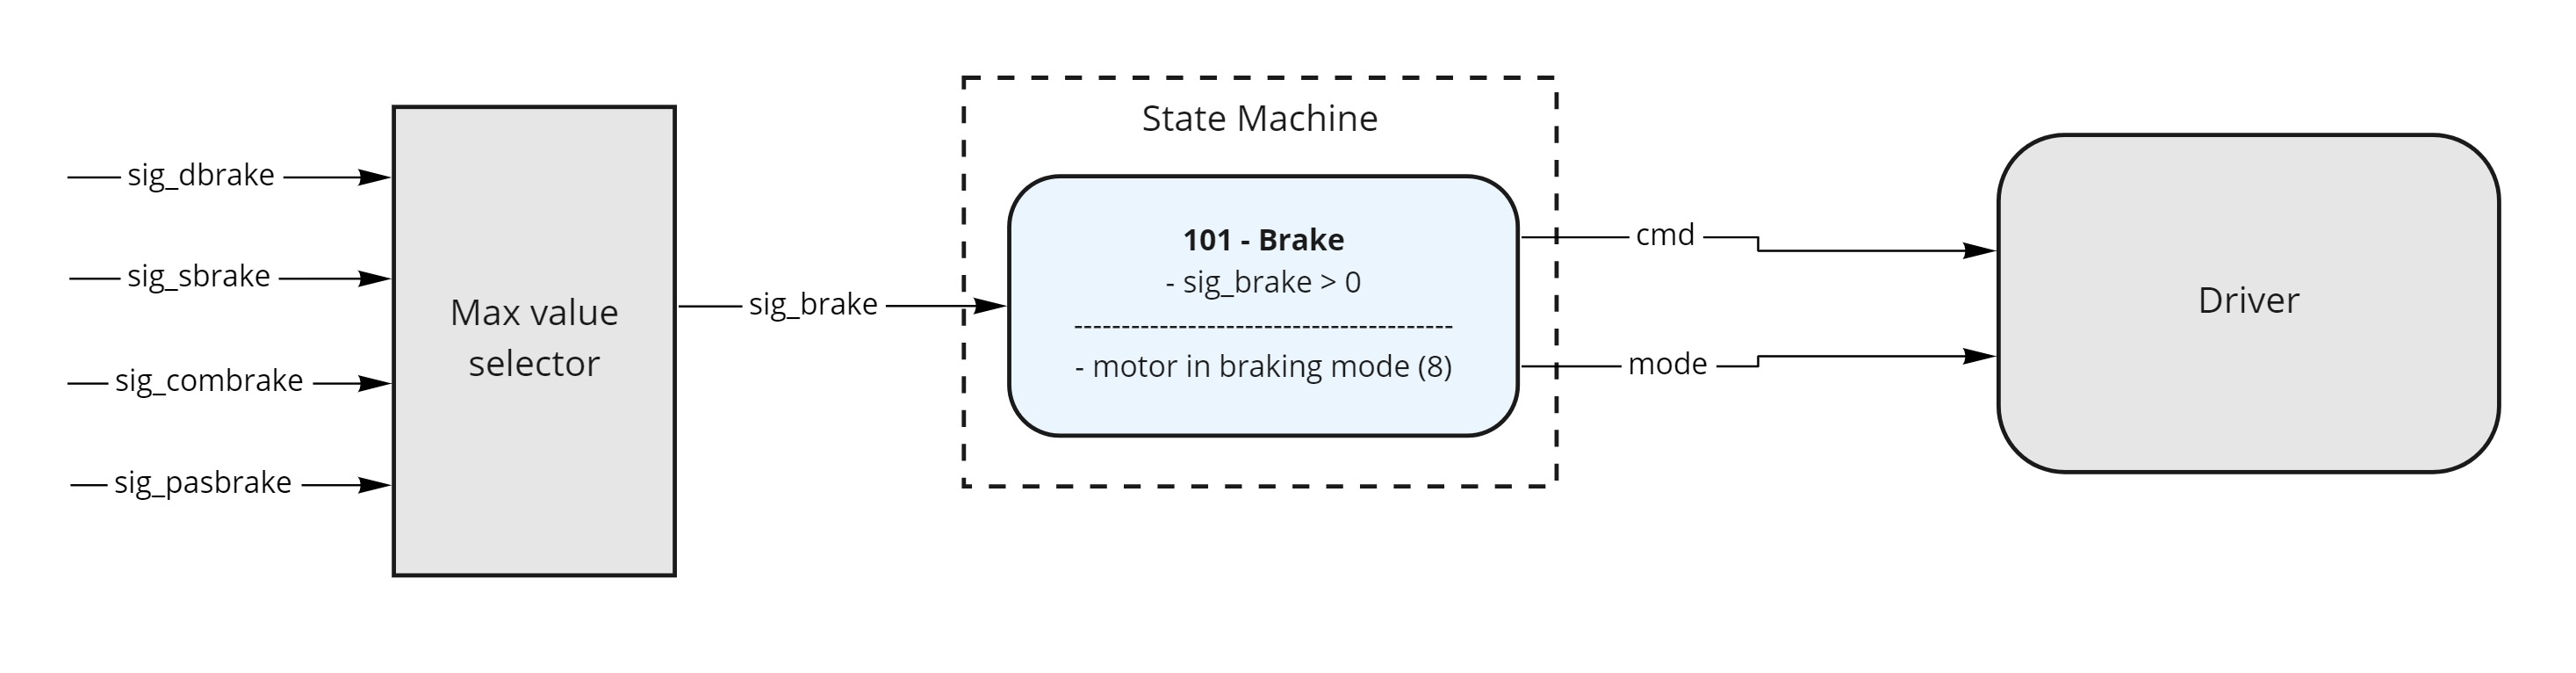 sig_dbrake
sig_sbrake
sig_combrake
sig_pasbrake
Max value
selector
sig_brake
State Machine
101 - Brake
- sig_brake > 0
----------------------------------------
- motor in braking mode (8)
cmd
mode
Driver